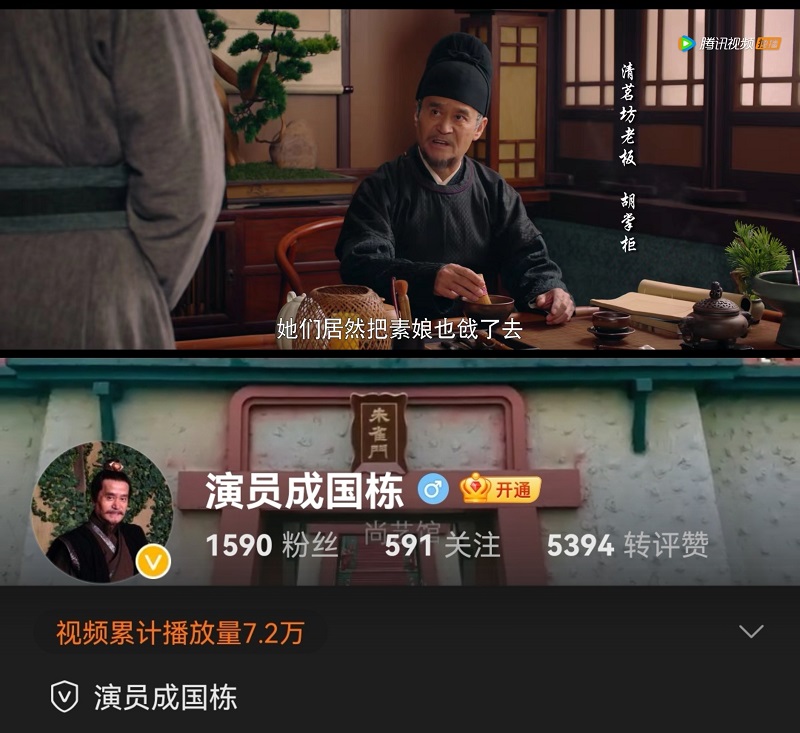 腾讯视频 独播
清茗坊老板 胡掌柜
她们居然把素娘也戗了去
朱雀門
演员成国栋
开通
尚艺馆
1590 粉丝 591 关注 5394 转评赞
视频累计播放量7.2万
演员成国栋